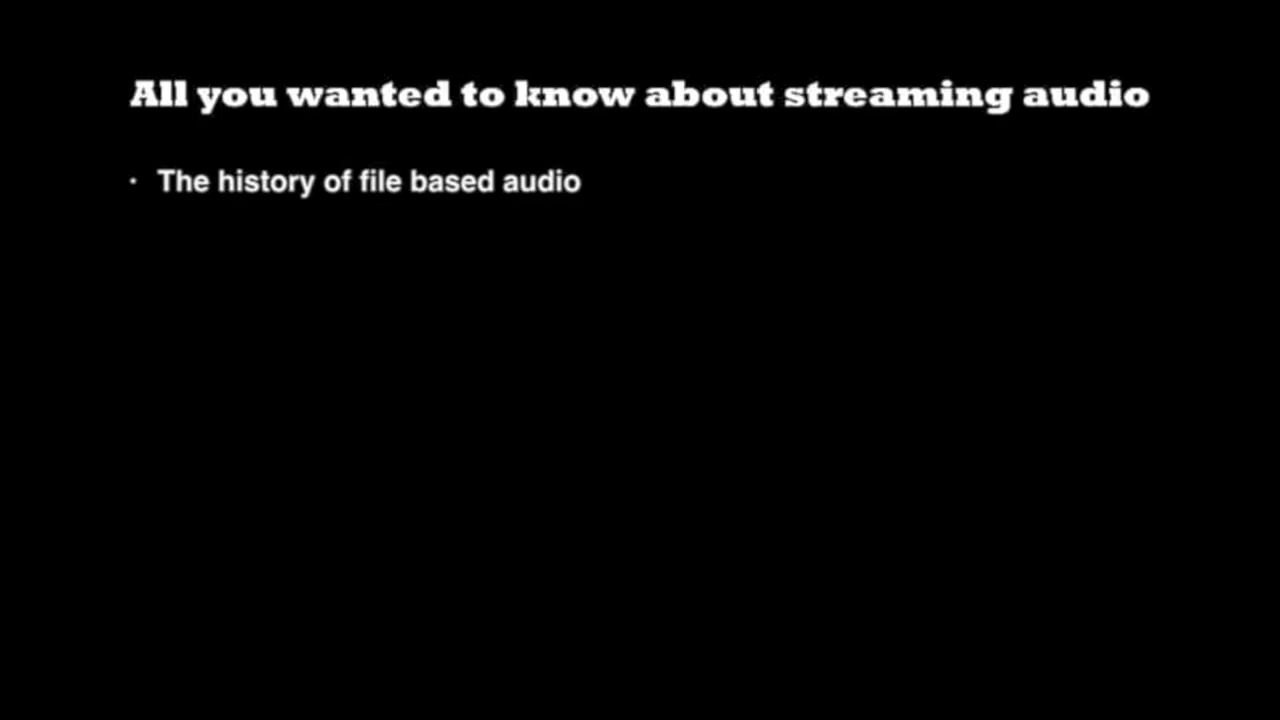 All you wanted to know about streaming audio
· The history of file based audio